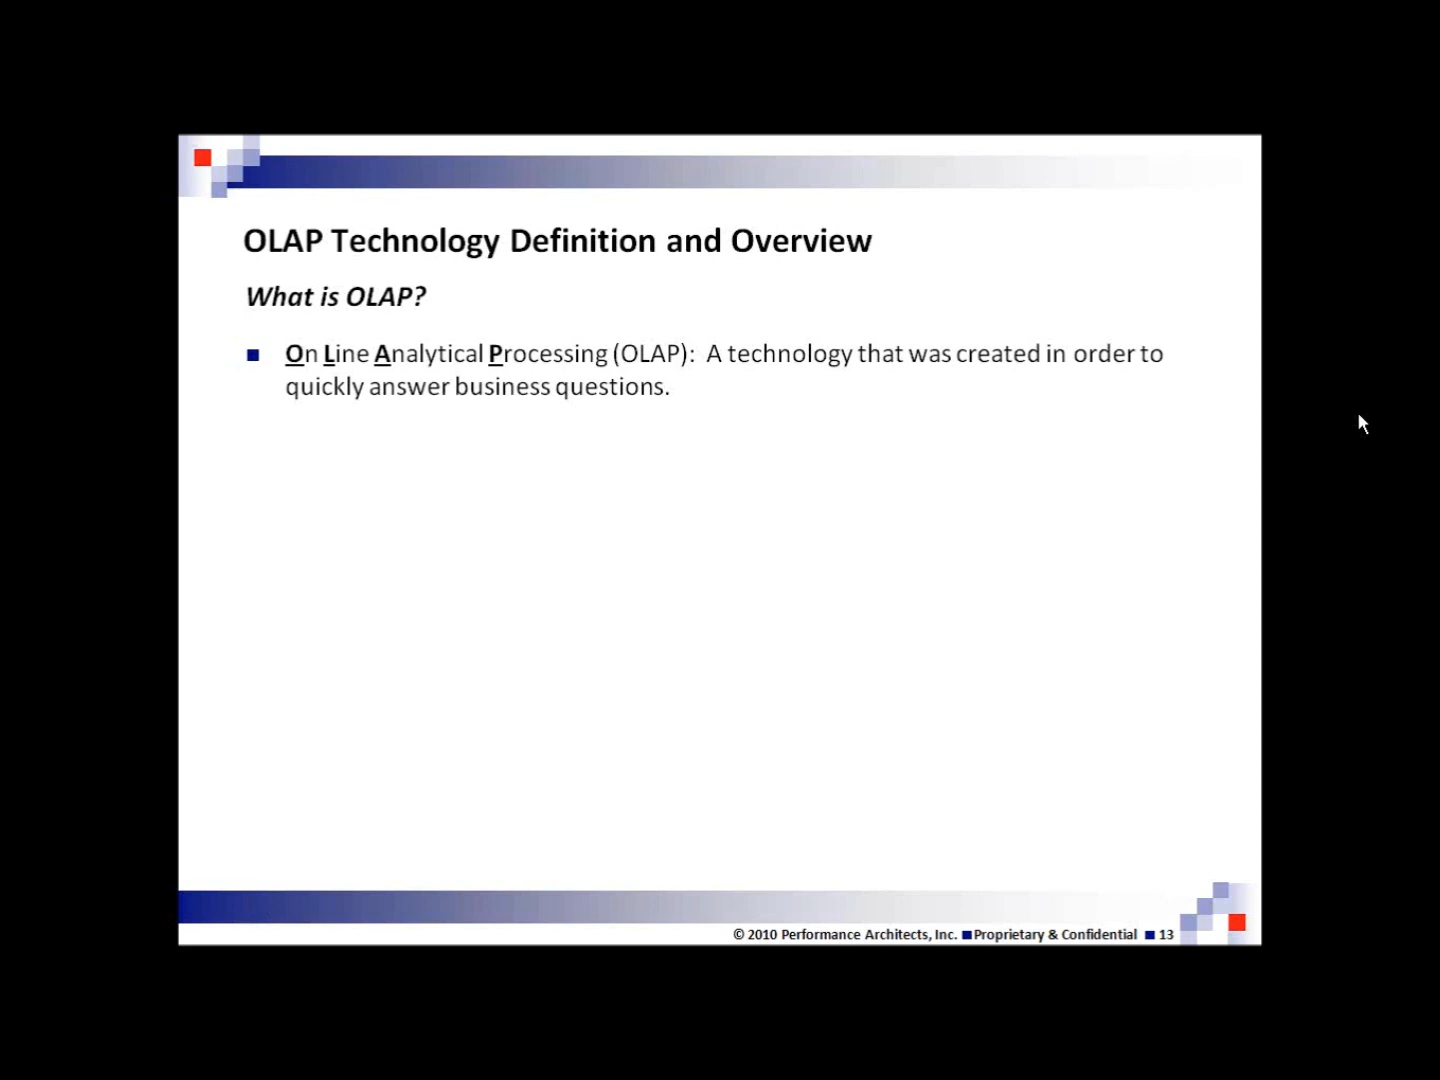 OLAP Technology Definition and Overview
What is OLAP?
On Line Analytical Processing (OLAP): A technology that was created in order to
quickly answer business questions.
© 2010 Performance Architects, Inc. ■ Proprietary & Confidential ■ 13